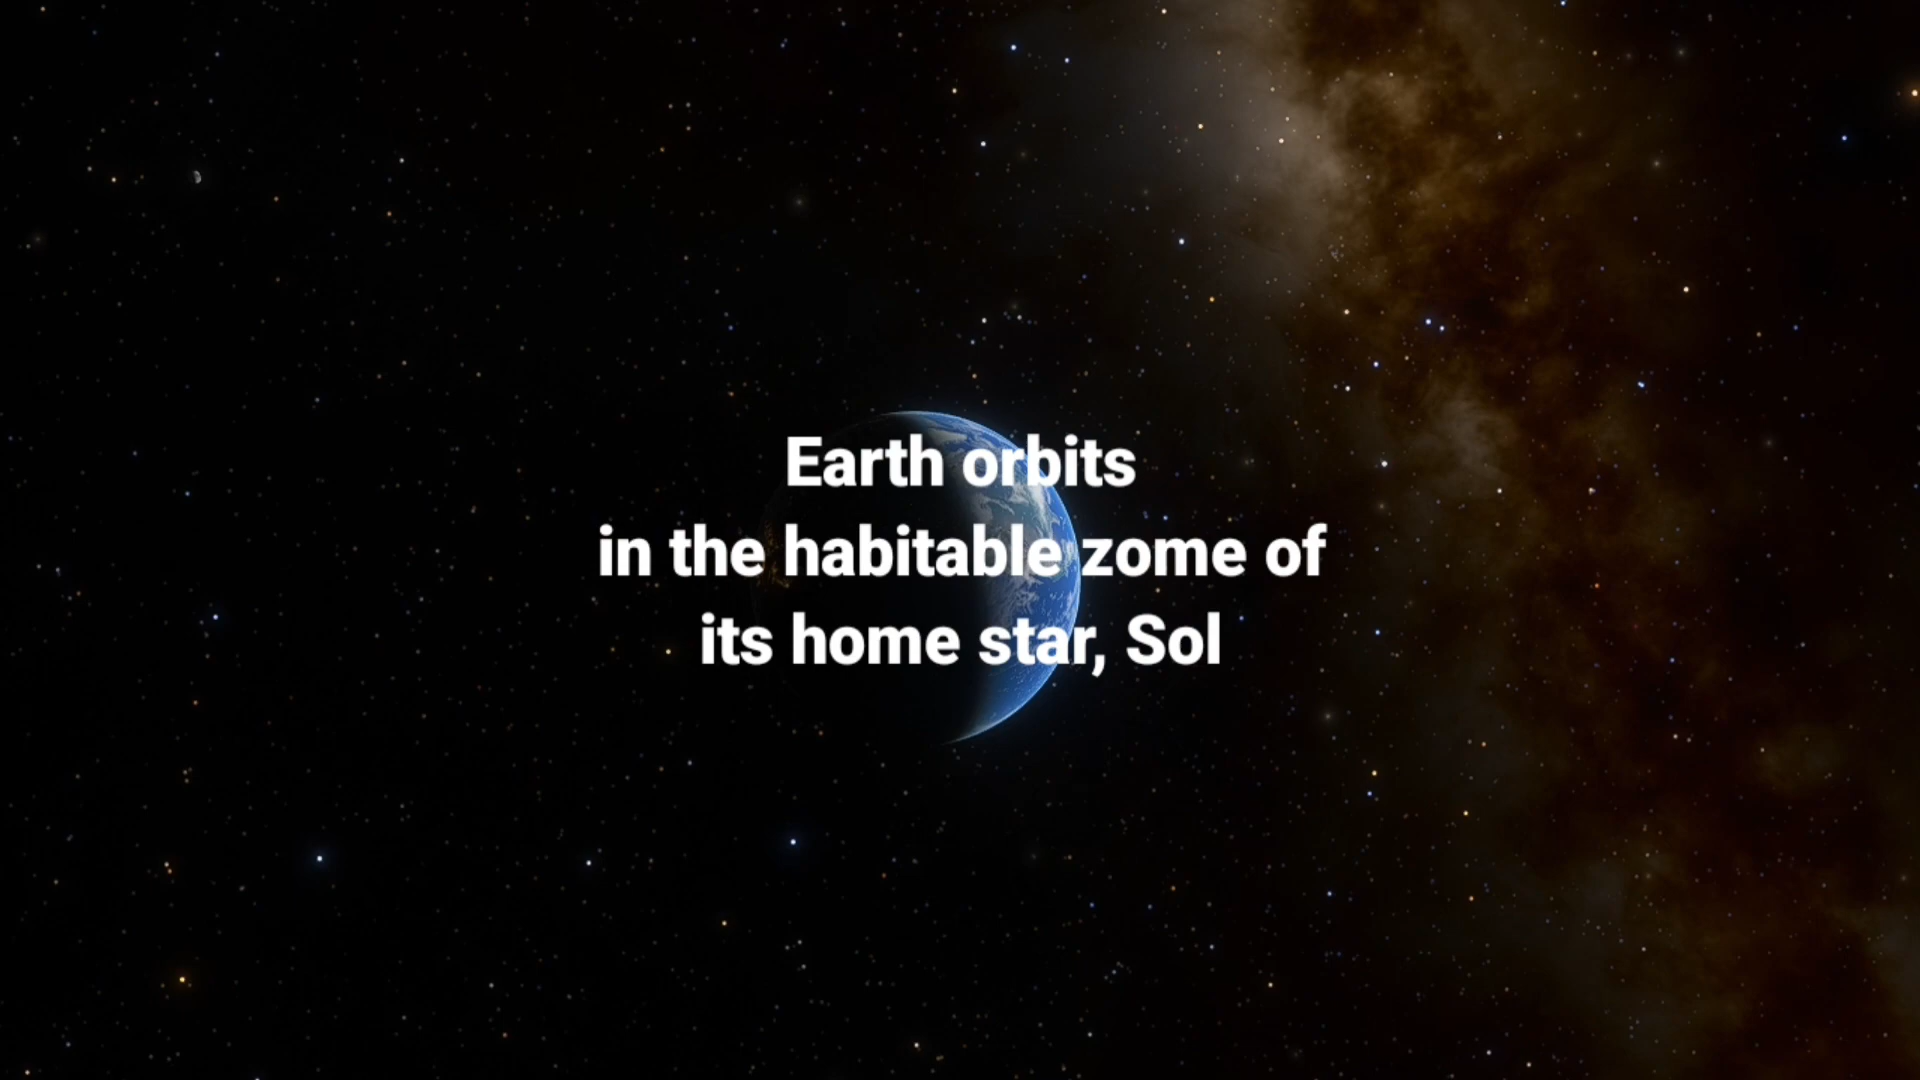 Earth orbits
in the habitable zome of
its home star, Sol